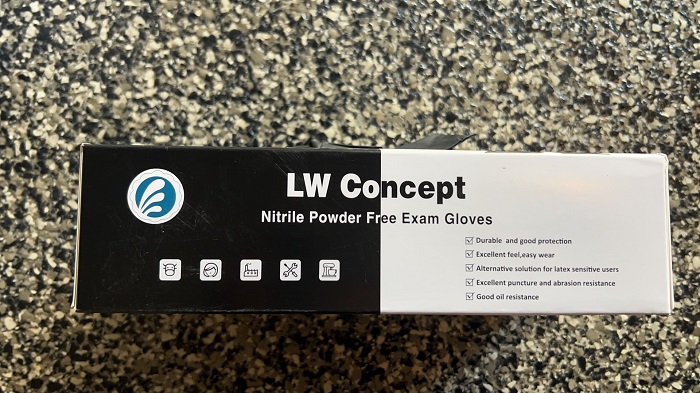 LW Concept
Nitrile Powder Free Exam Gloves
Durable and good protection
Excellent feel,easy wear
Alternative solution for latex sensitive users
Excellent puncture and abrasion resistance
Good oil resistance